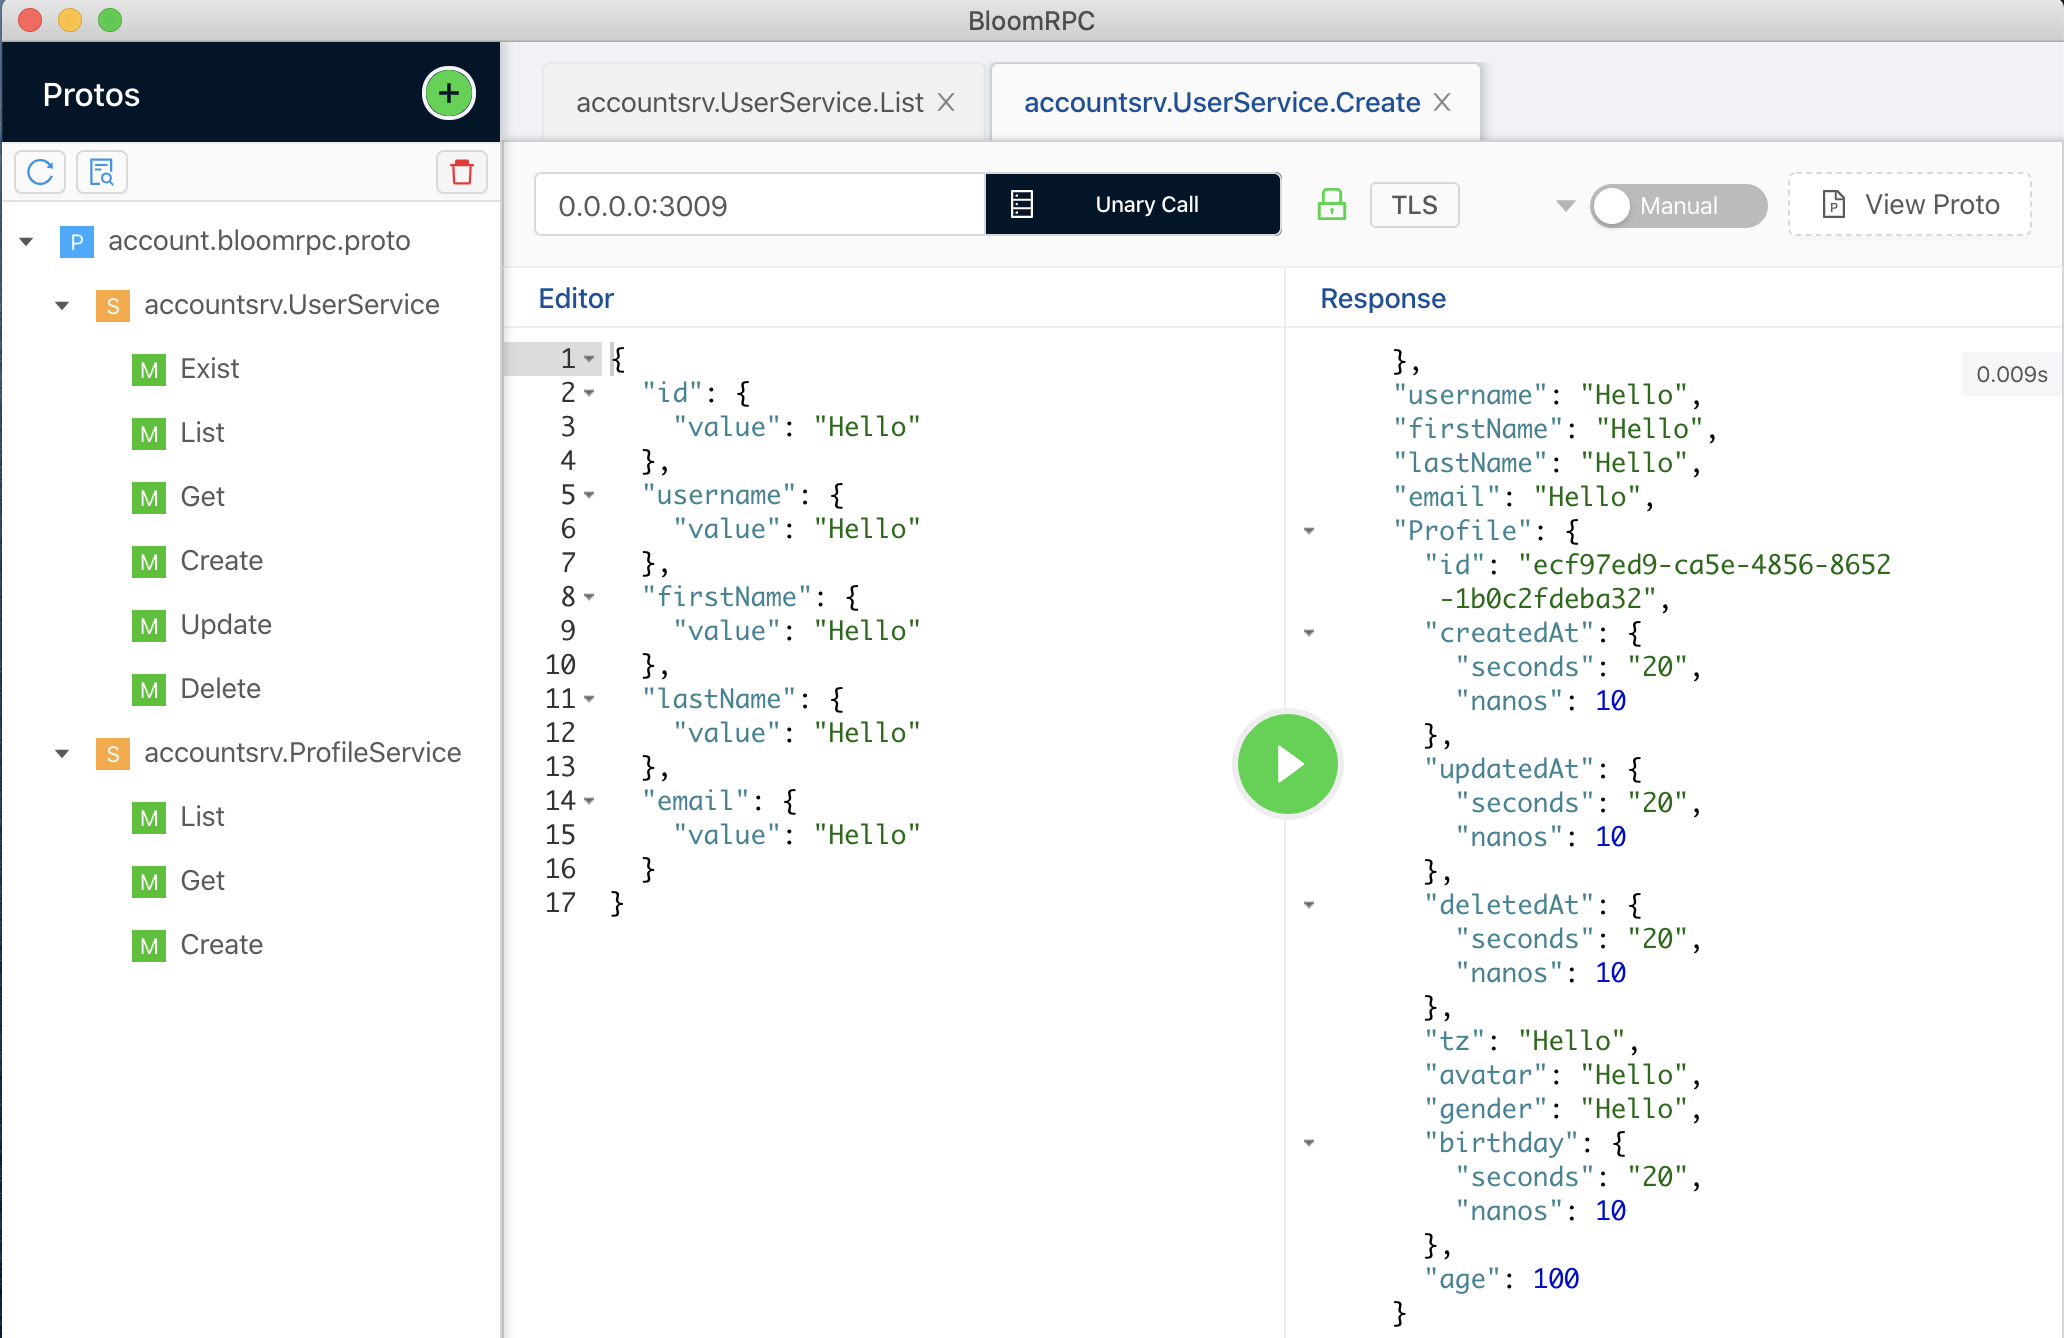 BloomRPC
Protos
+
P account.bloomrpc.proto
S accountsrv.UserService
M Exist
M List
M Get
M Create
M Update
M Delete
S accountsrv.ProfileService
M List
M Get
M Create
accountsrv.UserService.List X
accountsrv.UserService.Create X
0.0.0.0:3009
Unary Call
TLS
Manual
P View Proto
Editor
1 {
2 "id": {
3 "value": "Hello"
4 },
5 "username": {
6 "value": "Hello"
7 },
8 "firstName": {
9 "value": "Hello"
10 },
11 "lastName": {
12 "value": "Hello"
13 },
14 "email": {
15 "value": "Hello"
16 }
17 }
Response
0.009s
},
"username": "Hello",
"firstName": "Hello",
"lastName": "Hello",
"email": "Hello",
"Profile": {
"id": "ecf97ed9-ca5e-4856-8652
-1b0c2fdeba32",
"createdAt": {
"seconds": "20",
"nanos": 10
},
"updatedAt": {
"seconds": "20",
"nanos": 10
},
"deletedAt": {
"seconds": "20",
"nanos": 10
},
"tz": "Hello",
"avatar": "Hello",
"gender": "Hello",
"birthday": {
"seconds": "20",
"nanos": 10
},
"age": 100
}